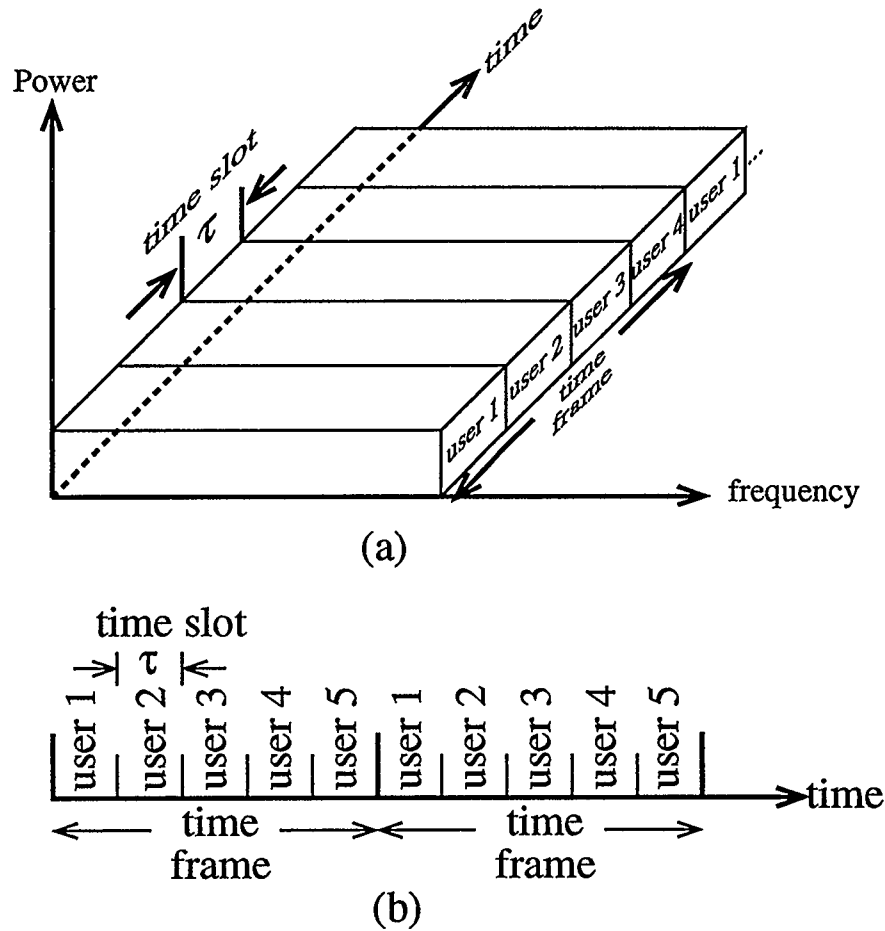 time
Power
time slot
τ
user 1 ...
user 4
user 3
user 2
user 1
time
frame
frequency
(a)
time slot
τ
user 1
user 2
user 3
user 4
user 5
user 1
user 2
user 3
user 4
user 5
time
time
frame
time
frame
(b)